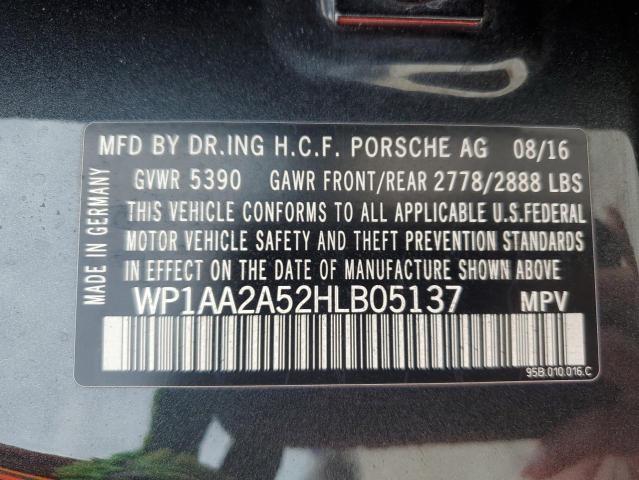 MFD BY DR.ING H.C.F. PORSCHE AG 08/16
GVWR 5390 GAWR FRONT/REAR 2778/2888 LBS
THIS VEHICLE CONFORMS TO ALL APPLICABLE U.S.FEDERAL
MOTOR VEHICLE SAFETY AND THEFT PREVENTION STANDARDS
IN EFFECT ON THE DATE OF MANUFACTURE SHOWN ABOVE
WP1AA2A52HLB05137 MPV
95B.010.016.C
MADE IN GERMANY